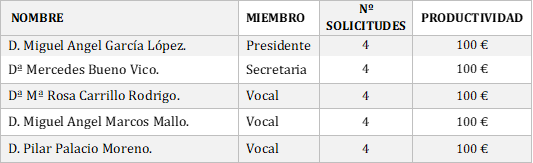 NOMBRE MIEMBRO Nº SOLICITUDES PRODUCTIVIDAD
D. Miguel Angel García López. Presidente 4 100 €
Dª Mercedes Bueno Vico. Secretaria 4 100 €
Dª Mª Rosa Carrillo Rodrigo. Vocal 4 100 €
D. Miguel Angel Marcos Mallo. Vocal 4 100 €
D. Pilar Palacio Moreno. Vocal 4 100 €